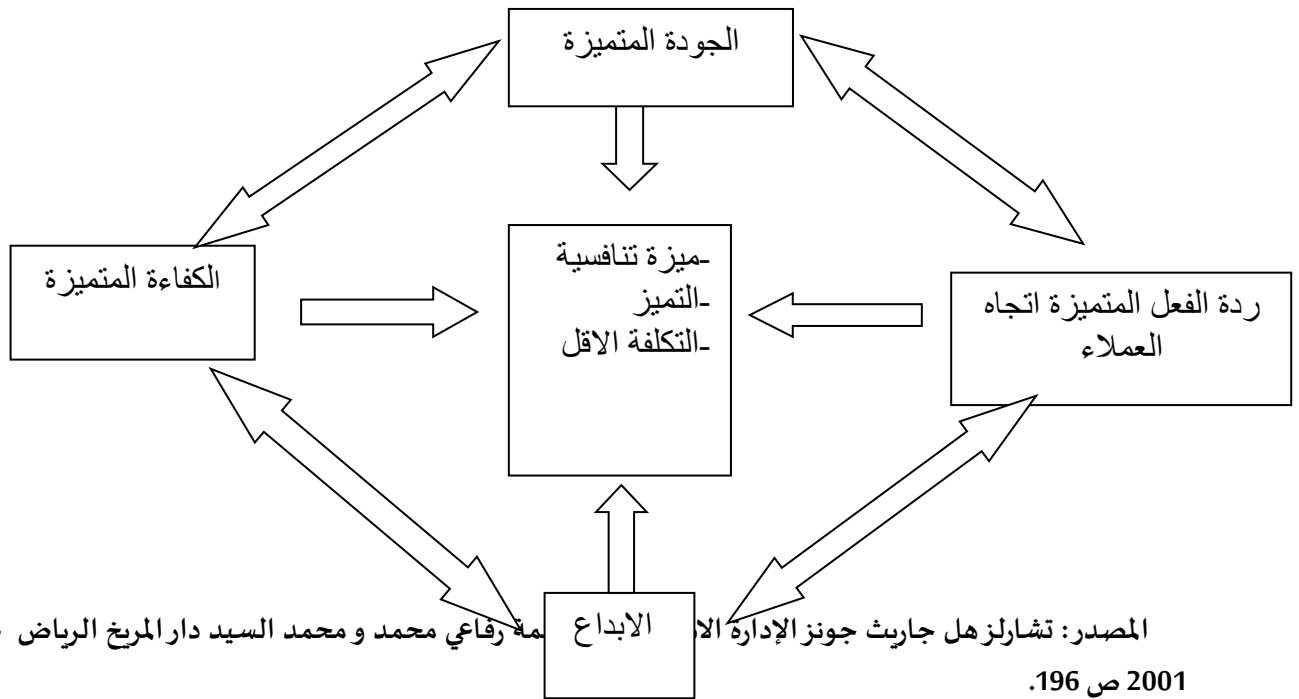 الجودة المتميزة
الكفاءة المتميزة
-ميزة تنافسية
-التميز
-التكلفة الاقل
ردة الفعل المتميزة اتجاه
العملاء
الابداع
المصدر: تشارلز هل جاريث جونز الإدارة رفاعي محمد و محمد السيد دار المريخ الرياض
2001 ص 196.